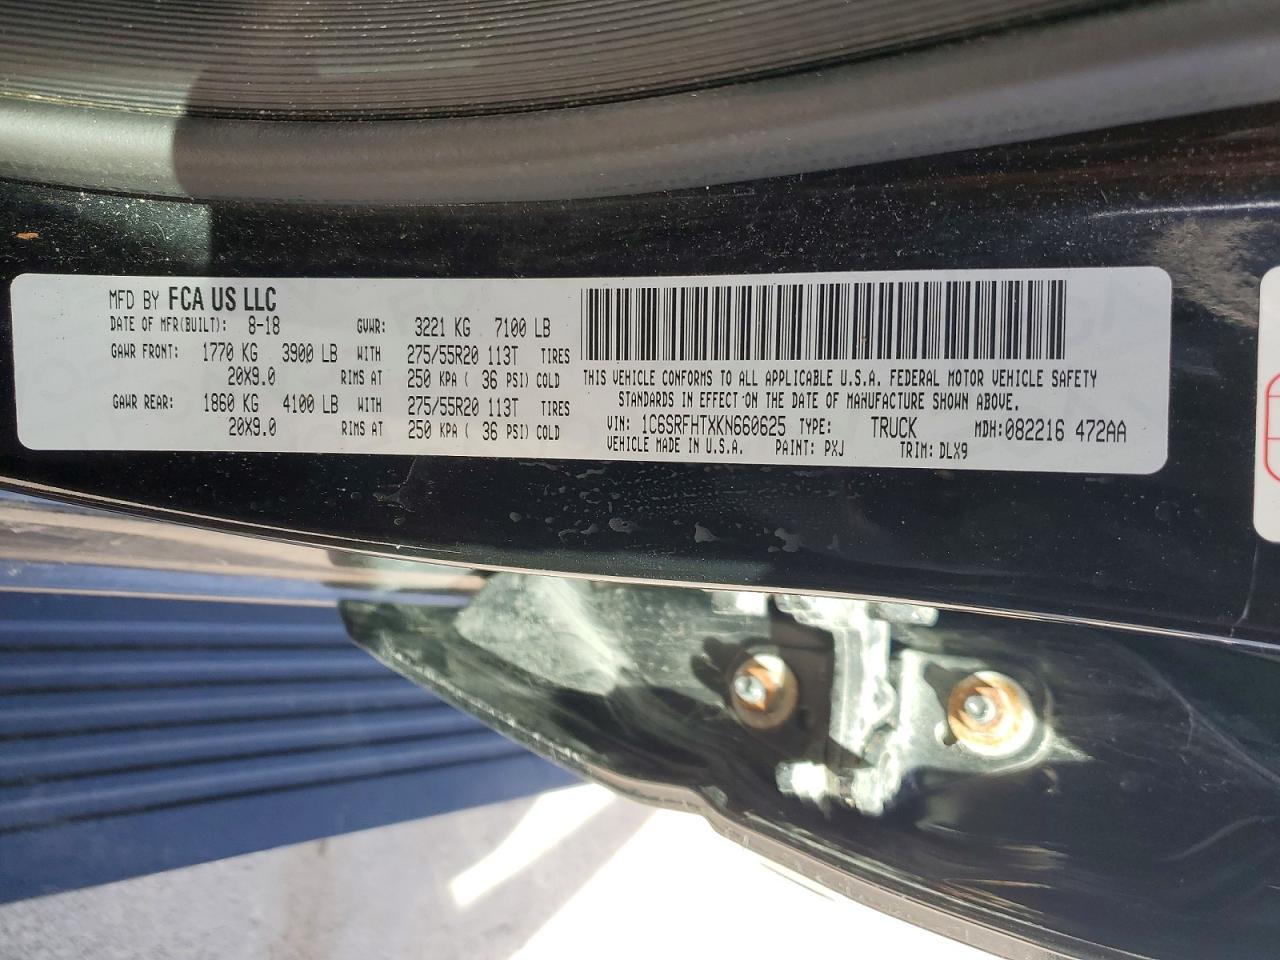 MFD BY FCA US LLC
DATE OF MFR(BUILT): 8-18 GVWR: 3221 KG 7100 LB
GAWR FRONT: 1770 KG 3900 LB WITH 275/55R20 113T TIRES
20X9.0 RIMS AT 250 KPA ( 36 PSI) COLD
GAWR REAR: 1860 KG 4100 LB WITH 275/55R20 113T TIRES
20X9.0 RIMS AT 250 KPA ( 36 PSI) COLD
THIS VEHICLE CONFORMS TO ALL APPLICABLE U.S.A. FEDERAL MOTOR VEHICLE SAFETY
STANDARDS IN EFFECT ON THE DATE OF MANUFACTURE SHOWN ABOVE.
VIN: 1C6SRFHTXKN660625 TYPE: TRUCK MDH:082216 472AA
VEHICLE MADE IN U.S.A. PAINT: PXJ TRIM: DLX9